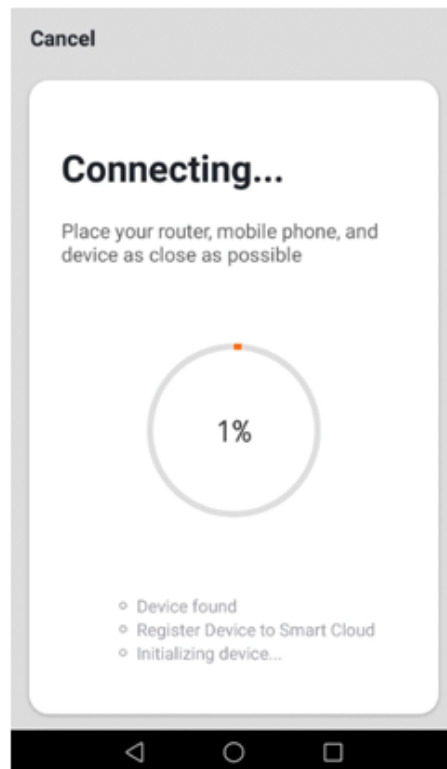 Cancel
Connecting...
Place your router, mobile phone, and
device as close as possible
1%
Device found
Register Device to Smart Cloud
Initializing device...